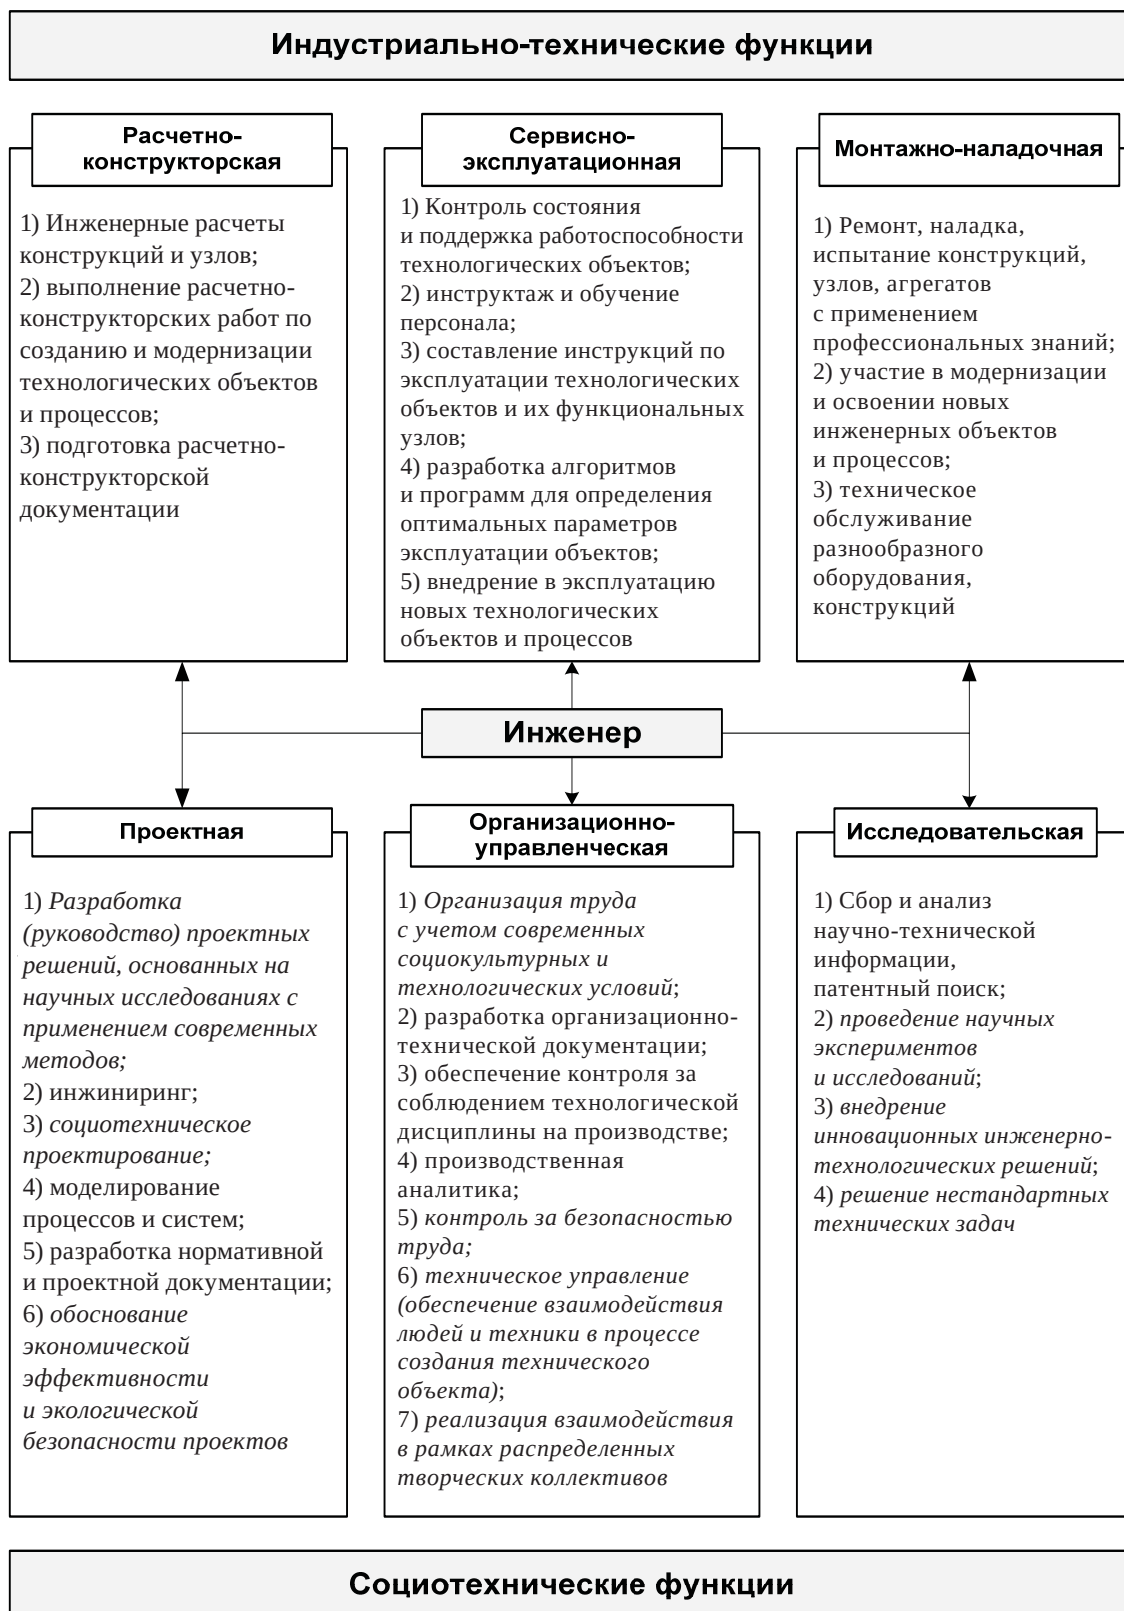 Индустриально-технические функции
Расчетно-
конструкторская
1) Инженерные расчеты
конструкций и узлов;
2) выполнение расчетно-
конструкторских работ по
созданию и модернизации
технологических объектов
и процессов;
3) подготовка расчетно-
конструкторской
документации
Сервисно-
эксплуатационная
1) Контроль состояния
и поддержка работоспособности
технологических объектов;
2) инструктаж и обучение
персонала;
3) составление инструкций по
эксплуатации технологических
объектов и их функциональных
узлов;
4) разработка алгоритмов
и программ для определения
оптимальных параметров
эксплуатации объектов;
5) внедрение в эксплуатацию
новых технологических
объектов и процессов
Монтажно-наладочная
1) Ремонт, наладка,
испытание конструкций,
узлов, агрегатов
с применением
профессиональных знаний;
2) участие в модернизации
и освоении новых
инженерных объектов
и процессов;
3) техническое
обслуживание
разнообразного
оборудования,
конструкций
Инженер
Проектная
1) Разработка
(руководство) проектных
решений, основанных на
научных исследованиях с
применением современных
методов;
2) инжиниринг;
3) социотехническое
проектирование;
4) моделирование
процессов и систем;
5) разработка нормативной
и проектной документации;
6) обоснование
экономической
эффективности
и экологической
безопасности проектов
Организационно-
управленческая
1) Организация труда
с учетом современных
социокультурных и
технологических условий;
2) разработка организационно-
технической документации;
3) обеспечение контроля за
соблюдением технологической
дисциплины на производстве;
4) производственная
аналитика;
5) контроль за безопасностью
труда;
6) техническое управление
(обеспечение взаимодействия
людей и техники в процессе
создания технического
объекта);
7) реализация взаимодействия
в рамках распределенных
творческих коллективов
Исследовательская
1) Сбор и анализ
научно-технической
информации,
патентный поиск;
2) проведение научных
экспериментов
и исследований;
3) внедрение
инновационных инженерно-
технологических решений;
4) решение нестандартных
технических задач
Социотехнические функции